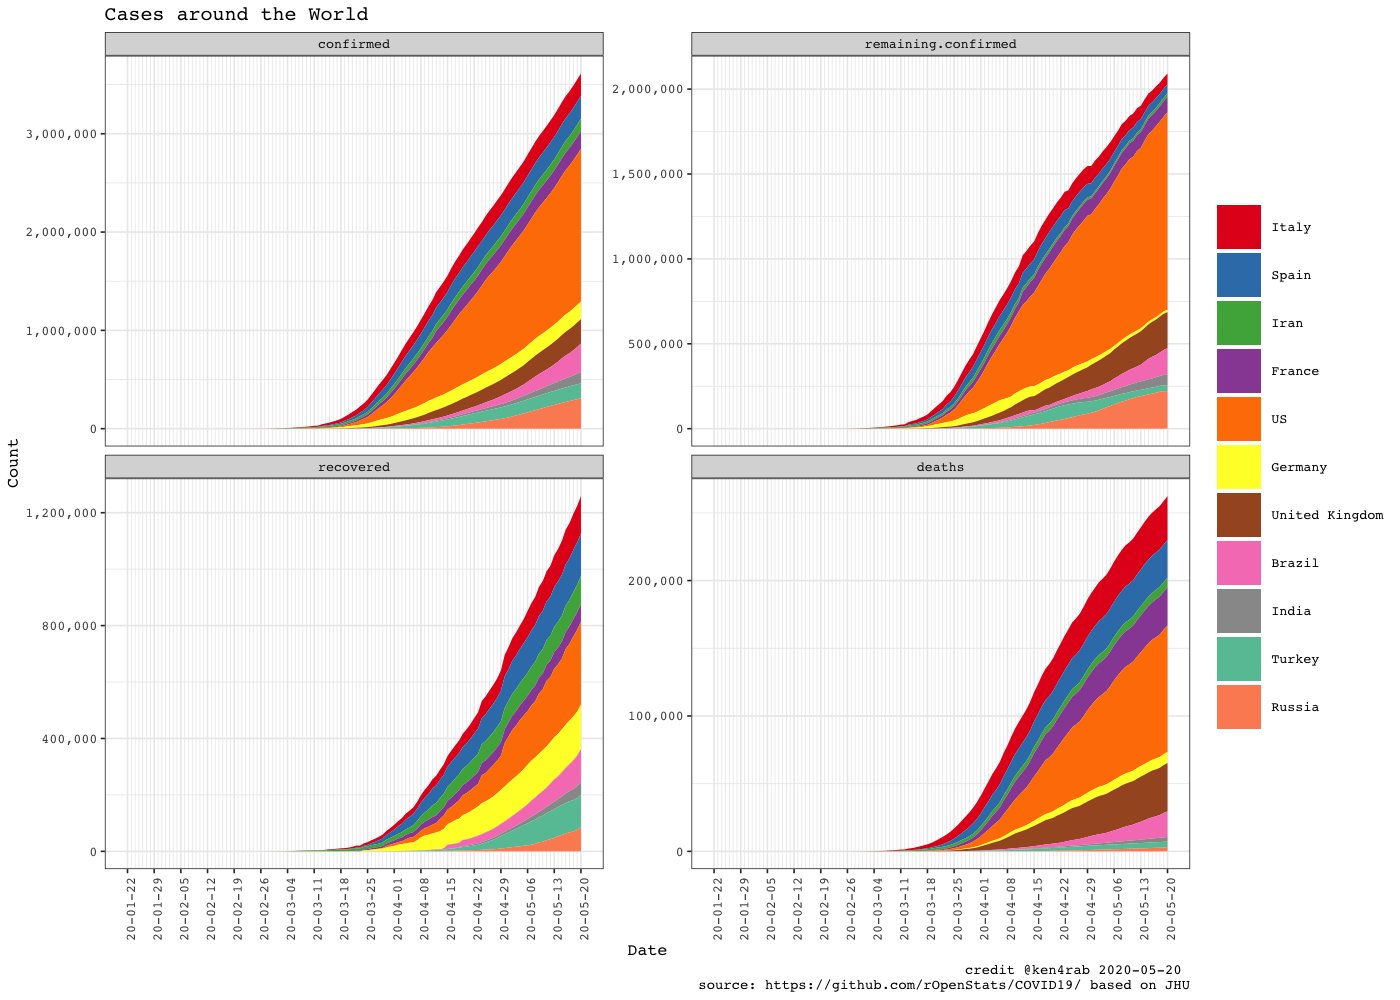 Cases around the World
confirmed
remaining.confirmed
3,000,000
2,000,000
1,000,000
0
2,000,000
1,500,000
1,000,000
500,000
0
Count
recovered
deaths
1,200,000
800,000
400,000
0
200,000
100,000
0
20-01-22
20-01-29
20-02-05
20-02-12
20-02-19
20-02-26
20-03-04
20-03-11
20-03-18
20-03-25
20-04-01
20-04-08
20-04-15
20-04-22
20-04-29
20-05-06
20-05-13
20-05-20
20-01-22
20-01-29
20-02-05
20-02-12
20-02-19
20-02-26
20-03-04
20-03-11
20-03-18
20-03-25
20-04-01
20-04-08
20-04-15
20-04-22
20-04-29
20-05-06
20-05-13
20-05-20
Date
Italy
Spain
Iran
France
US
Germany
United Kingdom
Brazil
India
Turkey
Russia
credit @ken4rab 2020-05-20
source: https://github.com/rOpenStats/COVID19/ based on JHU